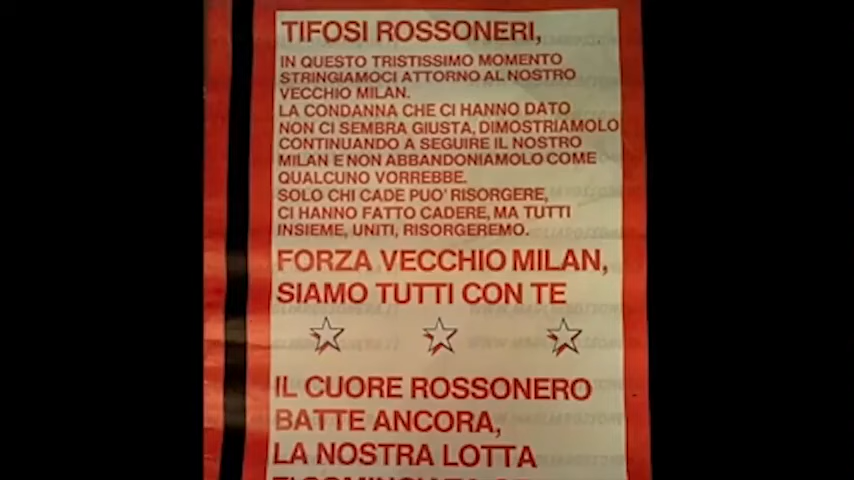 TIFOSI ROSSONERI,
IN QUESTO TRISTISSIMO MOMENTO
STRINGIAMOCI ATTORNO AL NOSTRO
VECCHIO MILAN.
LA CONDANNA CHE CI HANNO DATO
NON CI SEMBRA GIUSTA, DIMOSTRIAMOLO
CONTINUANDO A SEGUIRE IL NOSTRO
MILAN E NON ABBANDONIAMOLO COME
QUALCUNO VORREBBE.
SOLO CHI CADE PUO' RISORGERE,
CI HANNO FATTO CADERE, MA TUTTI
INSIEME, UNITI, RISORGEREMO.
FORZA VECCHIO MILAN,
SIAMO TUTTI CON TE
IL CUORE ROSSONERO
BATTE ANCORA,
LA NOSTRA LOTTA